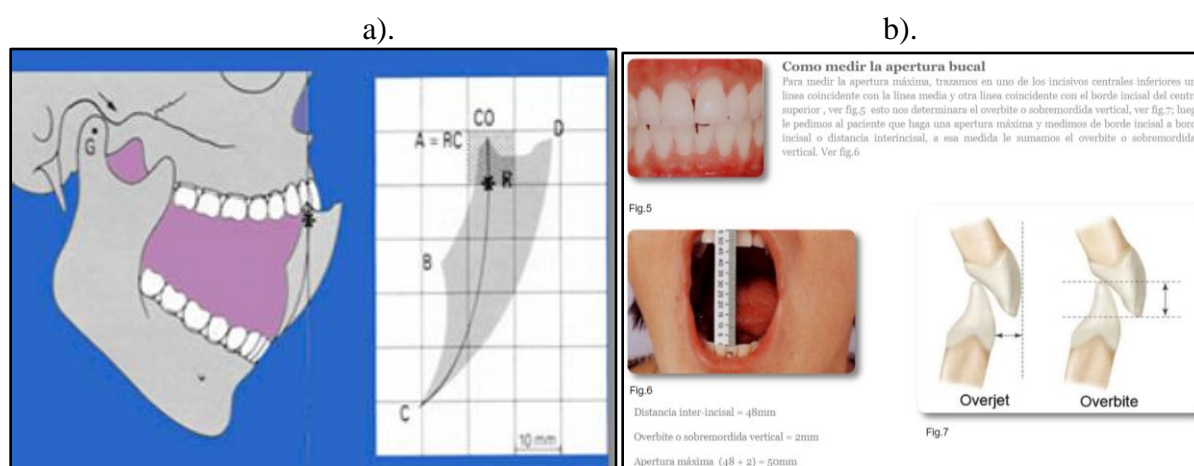 a).
b).
G
CO
D
A = RC
R
B
C
10 mm
Como medir la apertura bucal
Para medir la apertura máxima, trazamos en uno de los incisivos centrales inferiores un
linea coincidente con la linea media y otra linea coincidente con el borde incisal del centr
superior , ver fig.5 esto nos determinara el overbite o sobremordida vertical, ver fig.7; lueg
le pedimos al paciente que haga una apertura máxima y medimos de borde incisal a bord
incisal o distancia interincisal, a esa medida le sumamos el overbite o sobremordid
vertical. Ver fig.6
Fig.5
Fig.6
Distancia inter-incisal = 48mm
Overbite o sobremordida vertical = 2mm
Apertura máxima (48 + 2) = 50mm
Overjet
Overbite
Fig.7